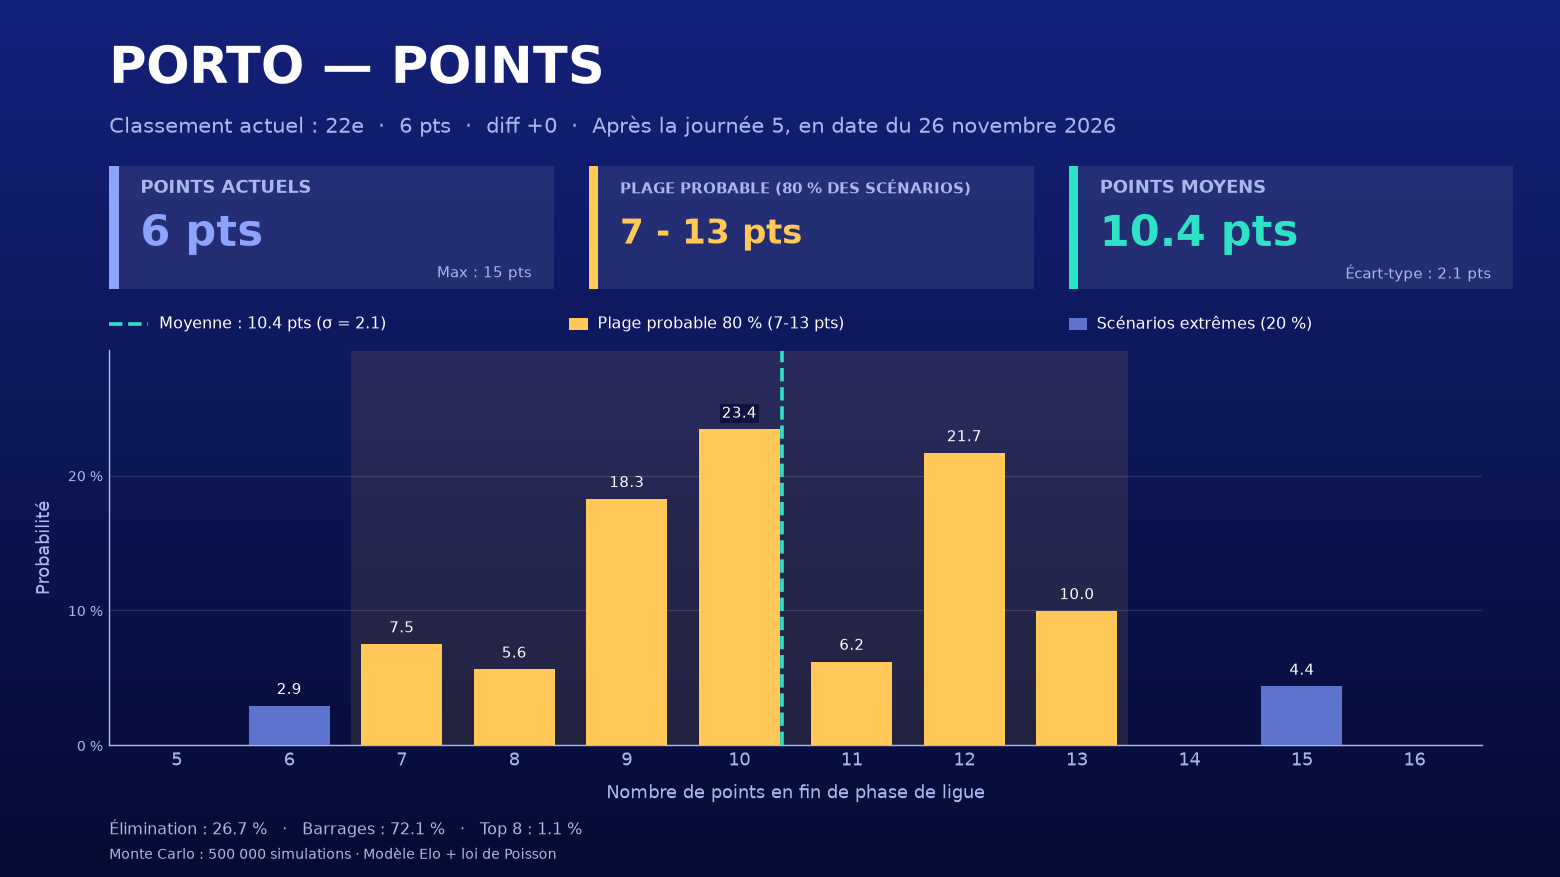 PORTO — POINTS
Classement actuel : 22e · 6 pts · diff +0 · Après la journée 5, en date du 26 novembre 2026
POINTS ACTUELS
6 pts
Max : 15 pts
PLAGE PROBABLE (80 % DES SCÉNARIOS)
7 - 13 pts
POINTS MOYENS
10.4 pts
Écart-type : 2.1 pts
Moyenne : 10.4 pts (σ = 2.1)
Plage probable 80 % (7-13 pts)
Scénarios extrêmes (20 %)
Probabilité
20 %
10 %
0 %
2.9
7.5
5.6
18.3
23.4
6.2
21.7
10.0
4.4
5 6 7 8 9 10 11 12 13 14 15 16
Nombre de points en fin de phase de ligue
Élimination : 26.7 % · Barrages : 72.1 % · Top 8 : 1.1 %
Monte Carlo : 500 000 simulations · Modèle Elo + loi de Poisson